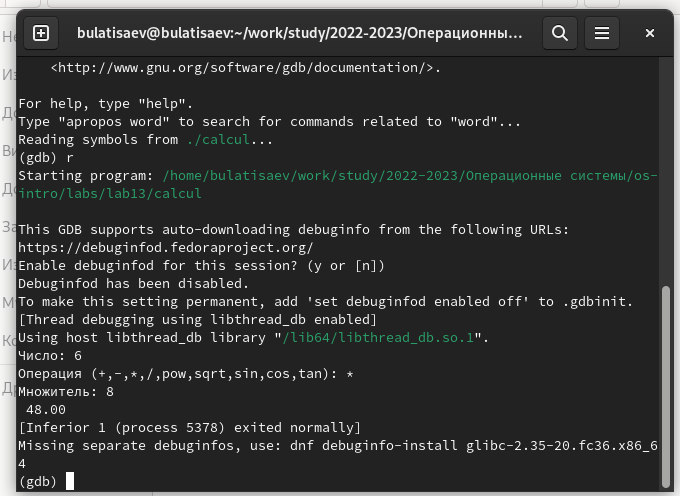 bulatisaev@bulatisaev:~/work/study/2022-2023/Операционны...
<http://www.gnu.org/software/gdb/documentation/>.
For help, type "help".
Type "apropos word" to search for commands related to "word"...
Reading symbols from ./calcul...
(gdb) r
Starting program: /home/bulatisaev/work/study/2022-2023/Операционные системы/os-
intro/labs/lab13/calcul
This GDB supports auto-downloading debuginfo from the following URLs:
https://debuginfod.fedoraproject.org/
Enable debuginfod for this session? (y or [n])
Debuginfod has been disabled.
To make this setting permanent, add 'set debuginfod enabled off' to .gdbinit.
[Thread debugging using libthread_db enabled]
Using host libthread_db library "/lib64/libthread_db.so.1".
Число: 6
Операция (+,-,*,/,pow,sqrt,sin,cos,tan): *
Множитель: 8
48.00
[Inferior 1 (process 5378) exited normally]
Missing separate debuginfos, use: dnf debuginfo-install glibc-2.35-20.fc36.x86_6
4
(gdb)